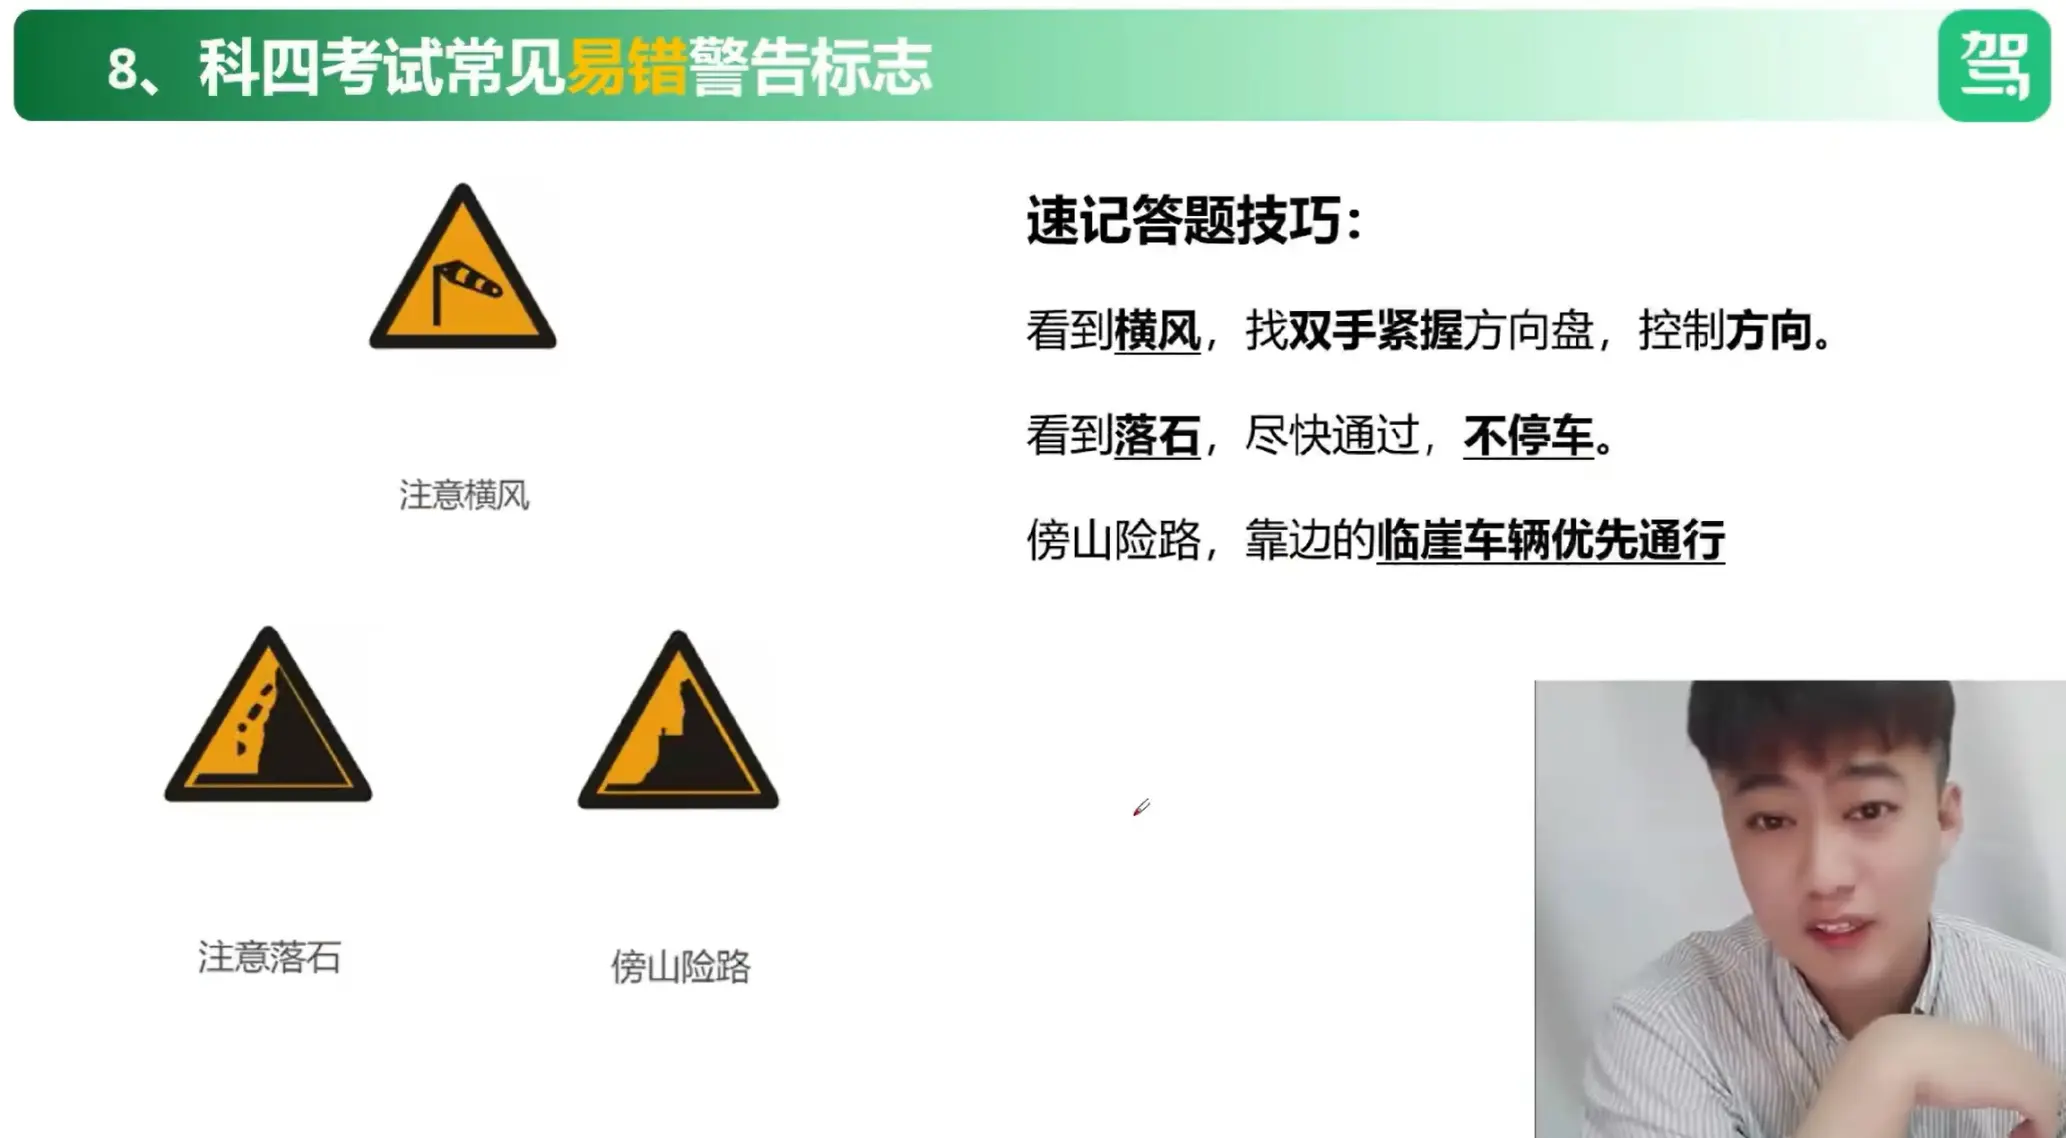 8、科四考试常见易错警告标志
驾
注意横风
注意落石
傍山险路
速记答题技巧：
看到横风，找双手紧握方向盘，控制方向。
看到落石，尽快通过，不停车。
傍山险路，靠边的临崖车辆优先通行